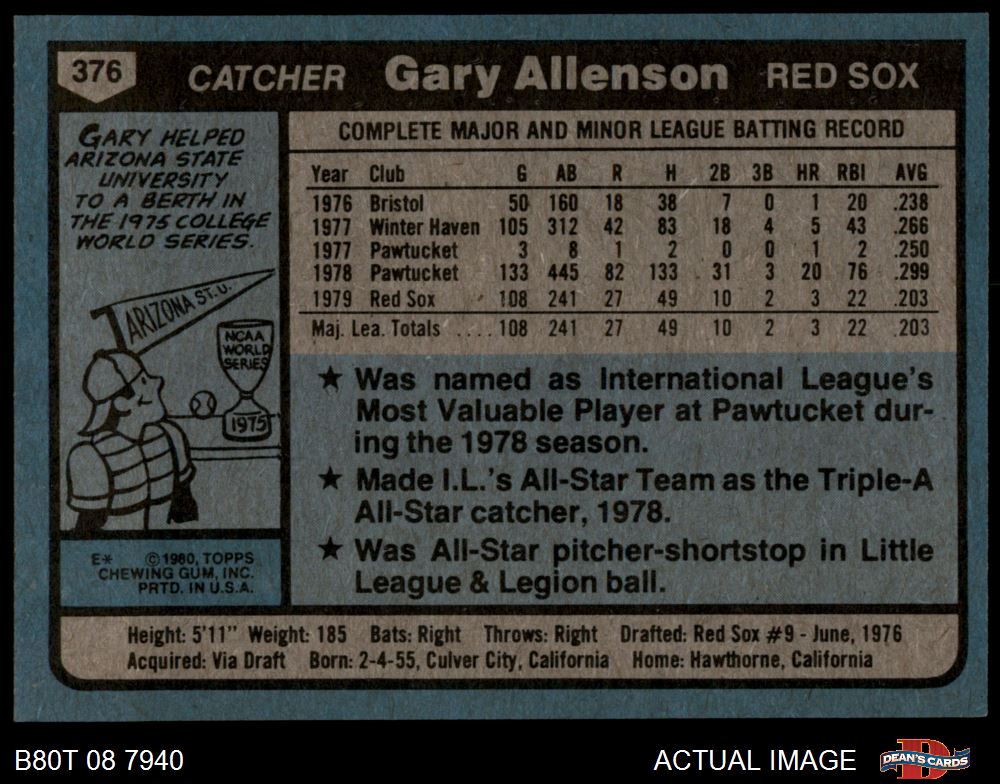 376 CATCHER Gary Allenson RED SOX
GARY HELPED
ARIZONA STATE
UNIVERSITY
TO A BERTH IN
THE 1975 COLLEGE
WORLD SERIES.
ARIZONA ST. U.
NCAA
WORLD
SERIES
1975
E* ©1980, TOPPS
CHEWING GUM, INC.
PRTD. IN U.S.A.
COMPLETE MAJOR AND MINOR LEAGUE BATTING RECORD
Year Club G AB R H 2B 3B HR RBI AVG
1976 Bristol 50 160 18 38 7 0 1 20 .238
1977 Winter Haven 105 312 42 83 18 4 5 43 .266
1977 Pawtucket 3 8 1 2 0 0 1 2 .250
1978 Pawtucket 133 445 82 133 31 3 20 76 .299
1979 Red Sox 108 241 27 49 10 2 3 22 .203
Maj. Lea. Totals ....108 241 27 49 10 2 3 22 .203
★ Was named as International League's
Most Valuable Player at Pawtucket dur-
ing the 1978 season.
★ Made I.L.'s All-Star Team as the Triple-A
All-Star catcher, 1978.
★ Was All-Star pitcher-shortstop in Little
League & Legion ball.
Height: 5'11" Weight: 185 Bats: Right Throws: Right Drafted: Red Sox #9 - June, 1976
Acquired: Via Draft Born: 2-4-55, Culver City, California Home: Hawthorne, California
B80T 08 7940 ACTUAL IMAGE
D
DEAN'S CARDS